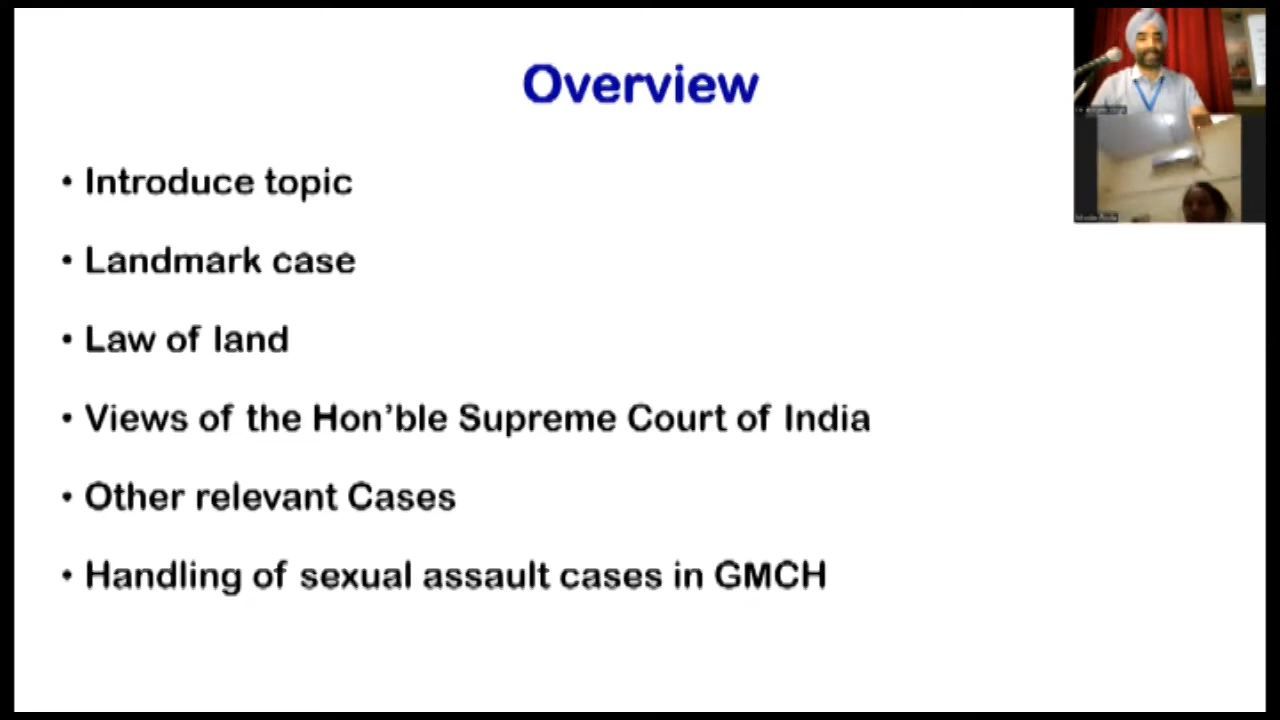 Overview
• Introduce topic
• Landmark case
• Law of land
• Views of the Hon’ble Supreme Court of India
• Other relevant Cases
• Handling of sexual assault cases in GMCH